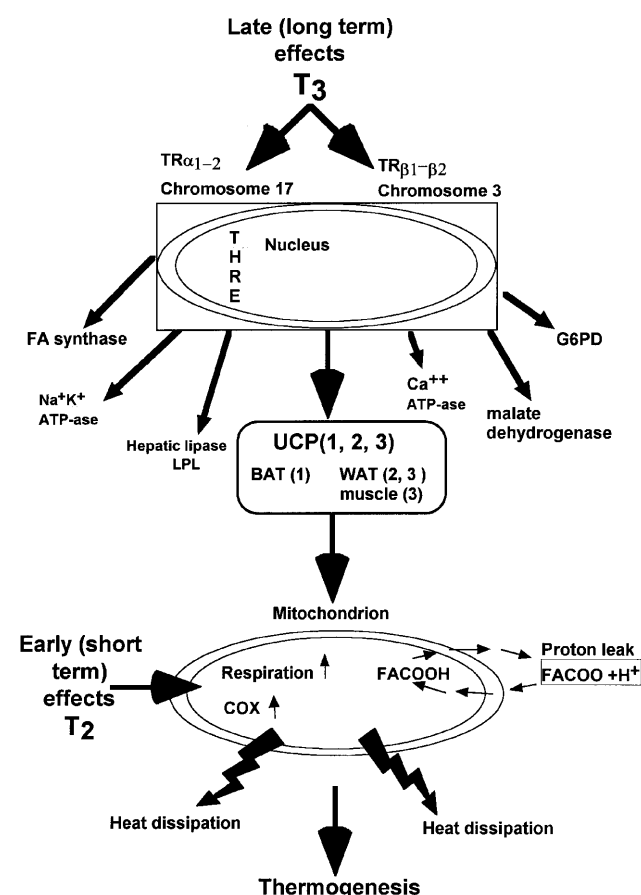 Late (long term)
effects
T3
TRα1–2
Chromosome 17
TRβ1–β2
Chromosome 3
T
H
R
E
Nucleus
FA synthase
Na+K+
ATP-ase
Hepatic lipase
LPL
Ca++
ATP-ase
malate
dehydrogenase
G6PD
UCP(1, 2, 3)
BAT (1)
WAT (2, 3 )
muscle (3)
Mitochondrion
Early (short
term)
effects
T2
Respiration
COX
FACOOH
Proton leak
FACOO +H+
Heat dissipation
Heat dissipation
Thermogenesis